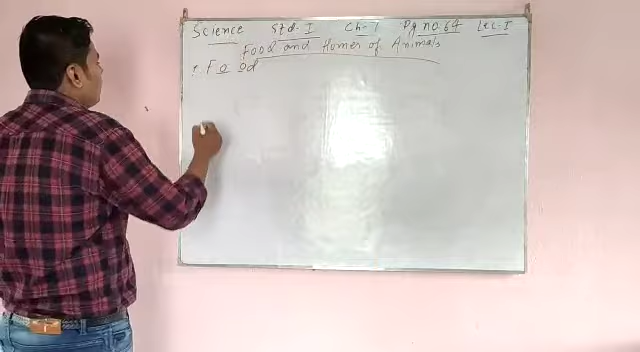 Science Std. I Ch-7 Pg no. 64 Lec-I
Food and Homes of Animals
Food